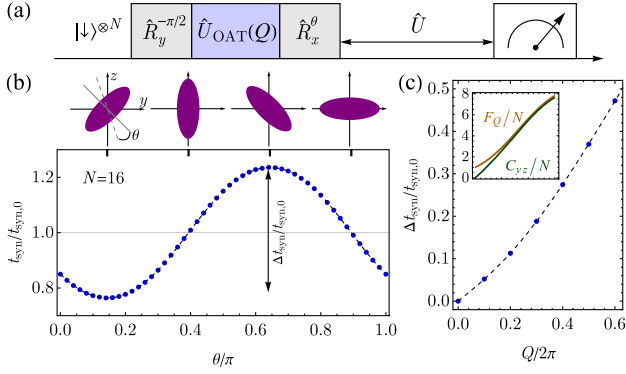 (a) |↓⟩^{⊗N} R̂_y^{−π/2} Û_OAT(Q) R̂_x^θ Û
(b) z y θ
N=16
t_syn/t_syn,0
1.2
1.0
0.8
Δt_syn/t_syn,0
0.0 0.2 0.4 0.6 0.8 1.0
θ/π
(c)
Δt_syn/t_syn,0
0.5
0.4
0.3
0.2
0.1
0.0
8
6
4
2
0
F_Q/N
C_yz/N
0.0 0.2 0.4 0.6
Q/2π